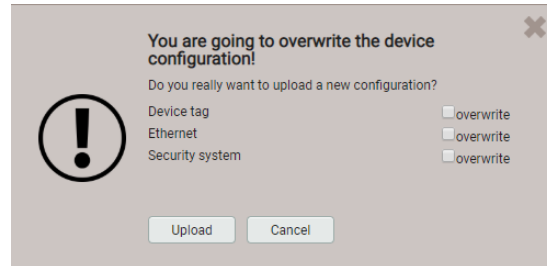 You are going to overwrite the device
configuration!
Do you really want to upload a new configuration?
Device tag overwrite
Ethernet overwrite
Security system overwrite
Upload Cancel